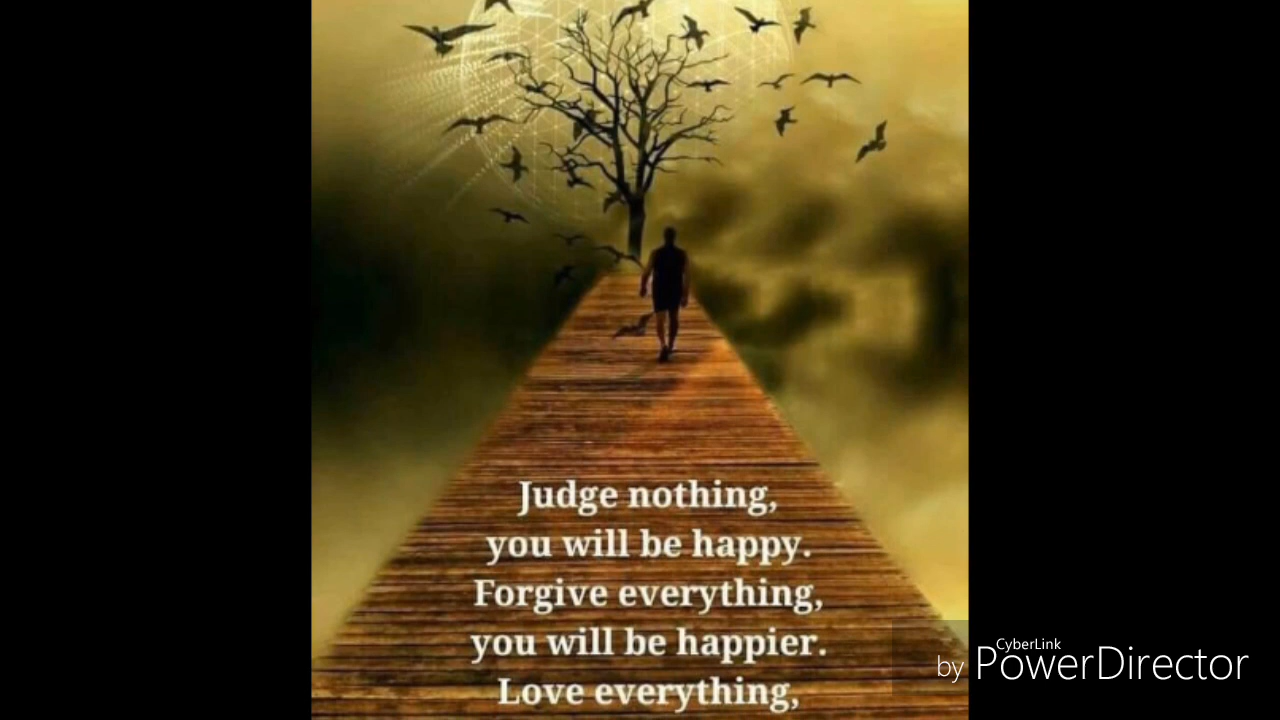 Judge nothing,
you will be happy.
Forgive everything,
you will be happier.
Love everything,
CyberLink
by PowerDirector